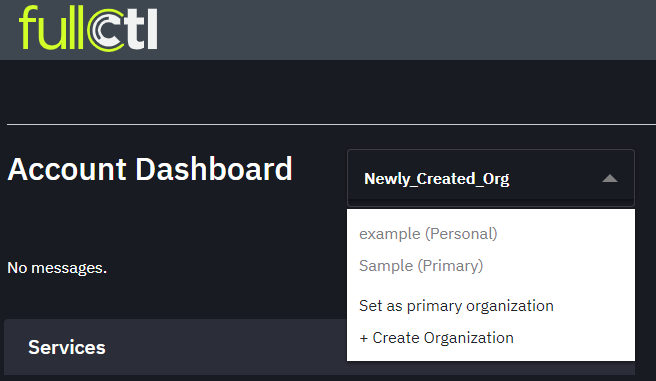 fullctl
Account Dashboard
Newly_Created_Org
example (Personal)
Sample (Primary)
No messages.
Set as primary organization
+ Create Organization
Services